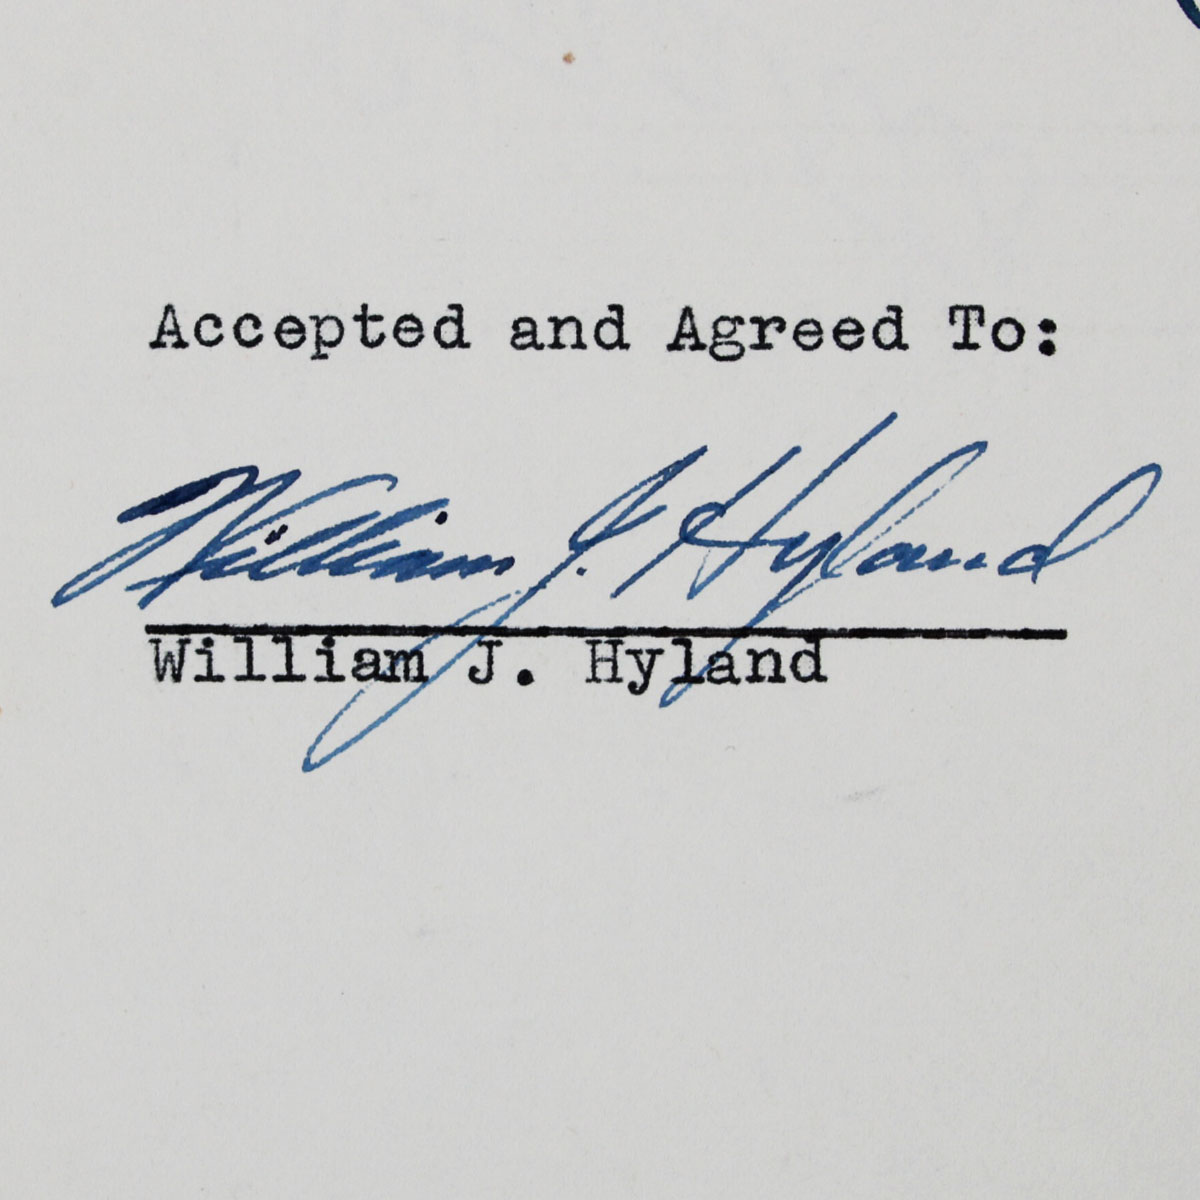 Accepted and Agreed To:
William J. Hyland
William J. Hyland